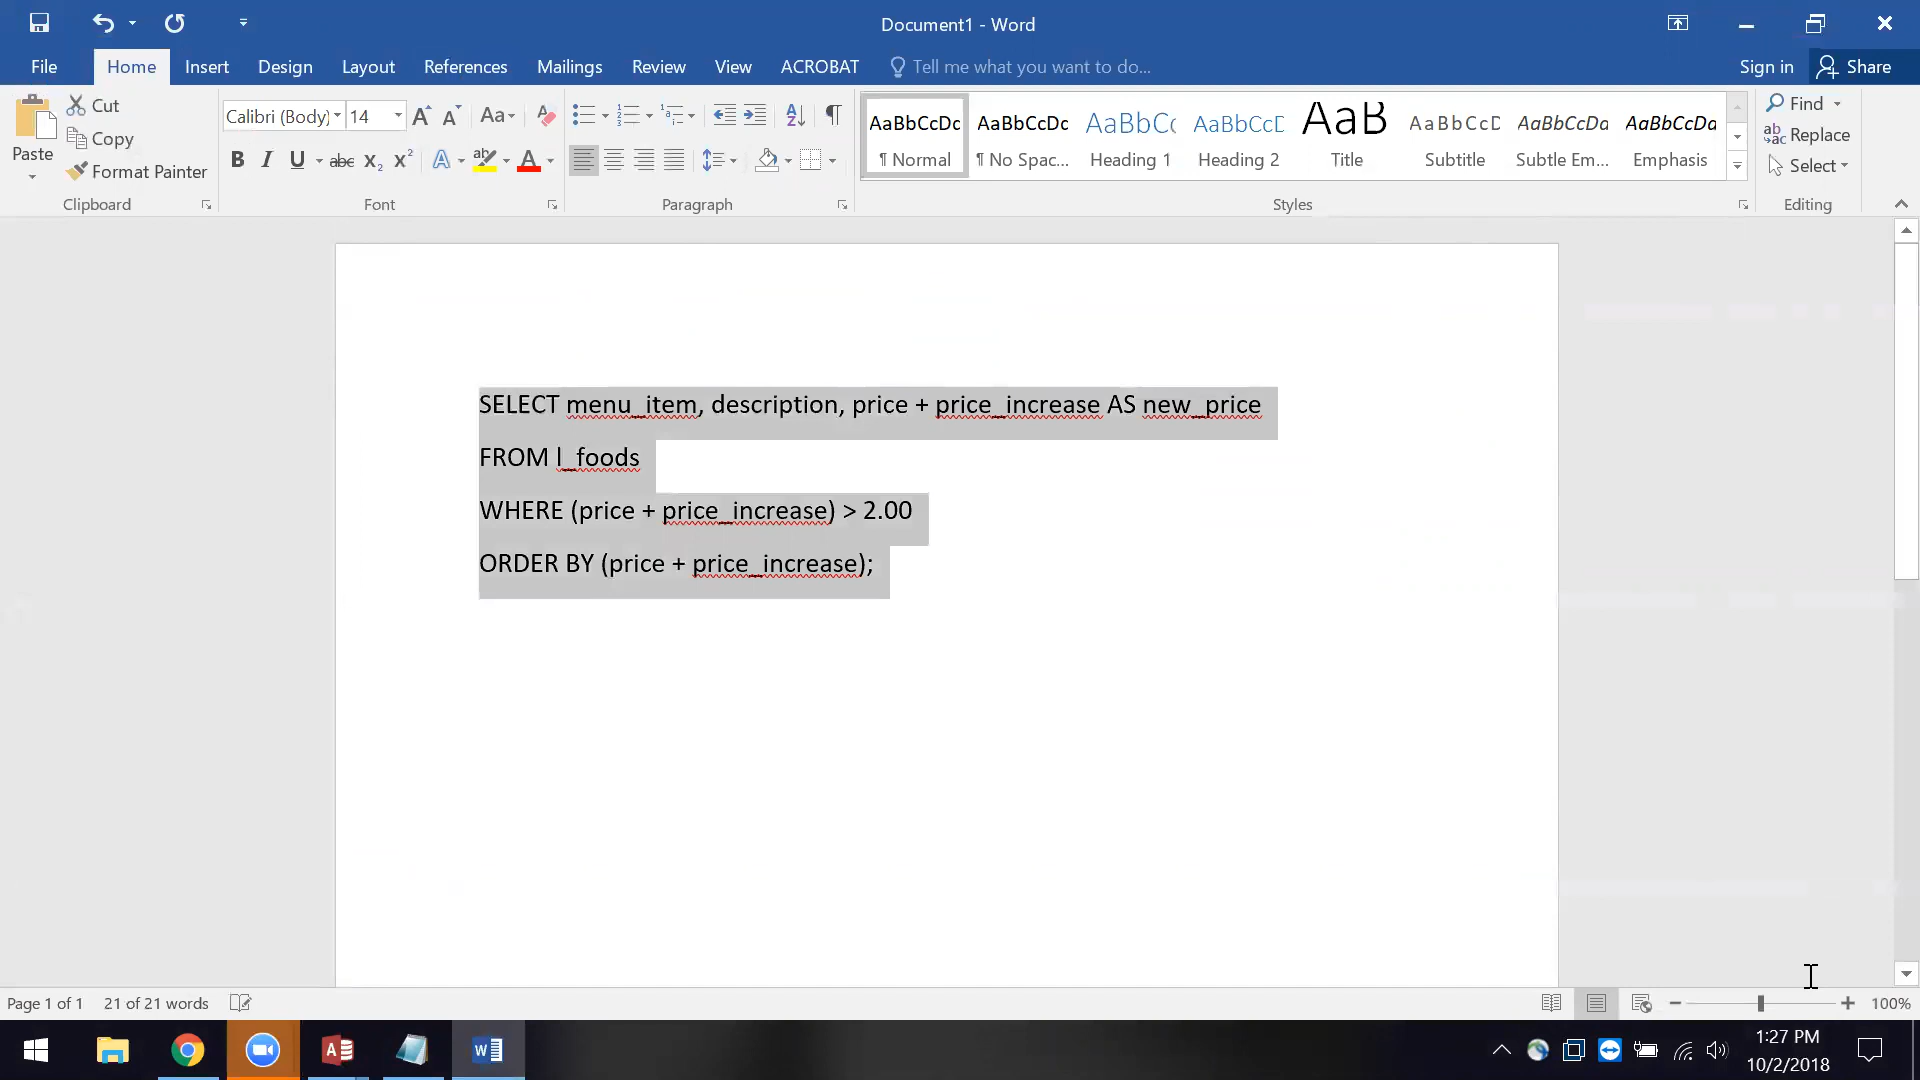 Document1 - Word
File Home Insert Design Layout References Mailings Review View ACROBAT Tell me what you want to do... Sign in Share
Paste
Cut
Copy
Format Painter
Clipboard
Calibri (Body) 14
Font
Paragraph
AaBbCcDc AaBbCcDc AaBbCc AaBbCcD AaB AaBbCcD AaBbCcDa AaBbCcDa
¶ Normal ¶ No Spac... Heading 1 Heading 2 Title Subtitle Subtle Em... Emphasis
Styles
Find
Replace
Select
Editing
SELECT menu_item, description, price + price_increase AS new_price
FROM l_foods
WHERE (price + price_increase) > 2.00
ORDER BY (price + price_increase);
Page 1 of 1 21 of 21 words 100%
1:27 PM
10/2/2018